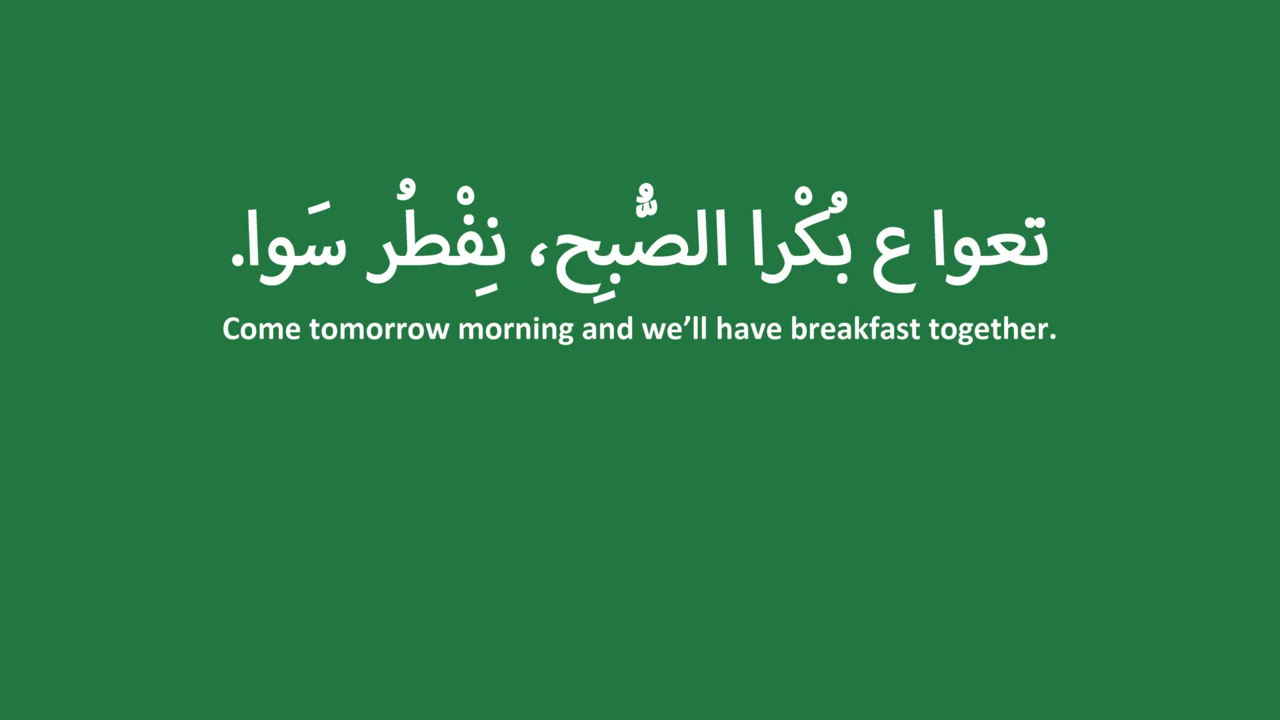 تعوا ع بُكْرا الصُّبِح، نِفْطُر سَوا.
Come tomorrow morning and we’ll have breakfast together.